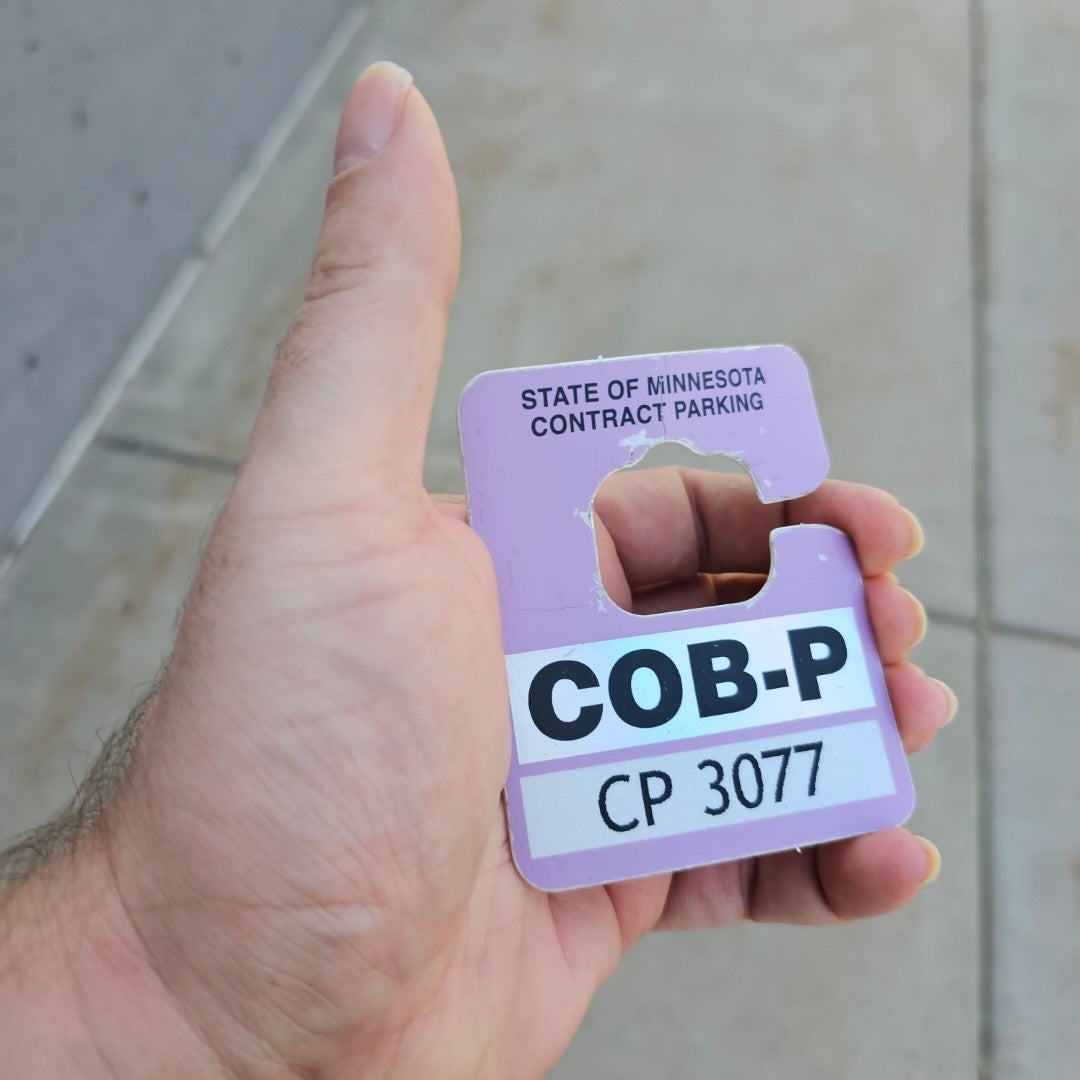 STATE OF MINNESOTA
CONTRACT PARKING
COB-P
CP 3077